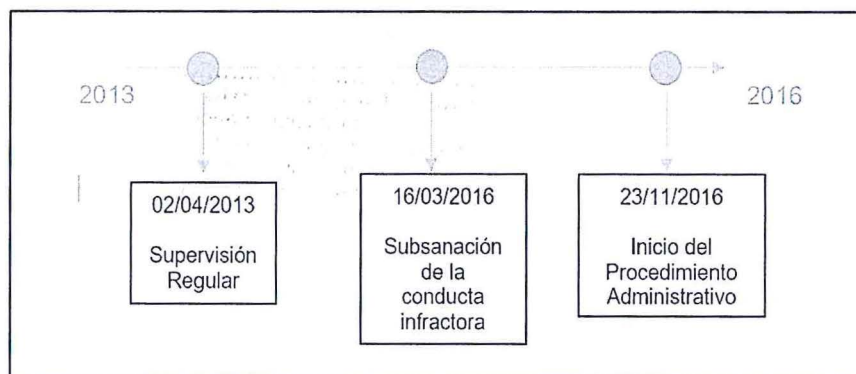 2013
2016
02/04/2013
Supervisión
Regular
16/03/2016
Subsanación
de la
conducta
infractora
23/11/2016
Inicio del
Procedimiento
Administrativo